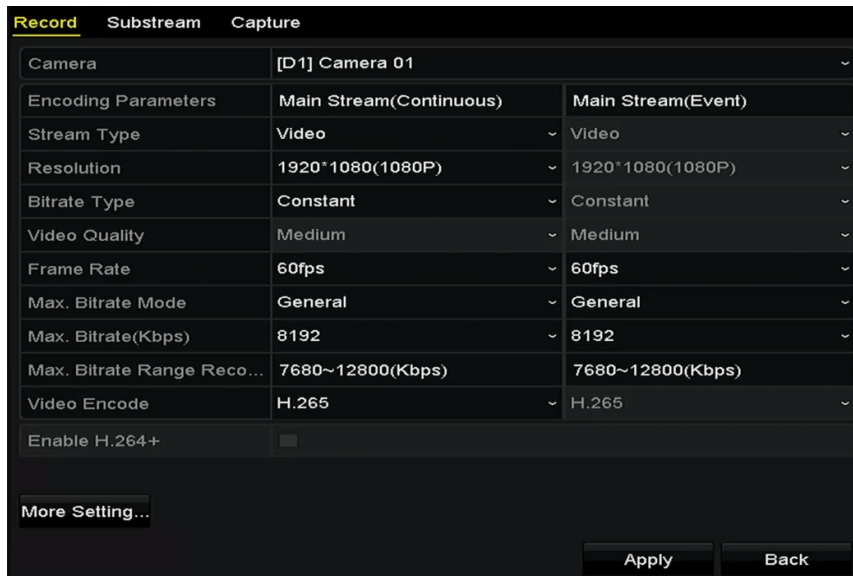 Record Substream Capture
Camera [D1] Camera 01
Encoding Parameters Main Stream(Continuous) Main Stream(Event)
Stream Type Video Video
Resolution 1920*1080(1080P) 1920*1080(1080P)
Bitrate Type Constant Constant
Video Quality Medium Medium
Frame Rate 60fps 60fps
Max. Bitrate Mode General General
Max. Bitrate(Kbps) 8192 8192
Max. Bitrate Range Reco... 7680~12800(Kbps) 7680~12800(Kbps)
Video Encode H.265 H.265
Enable H.264+
More Setting...
Apply Back